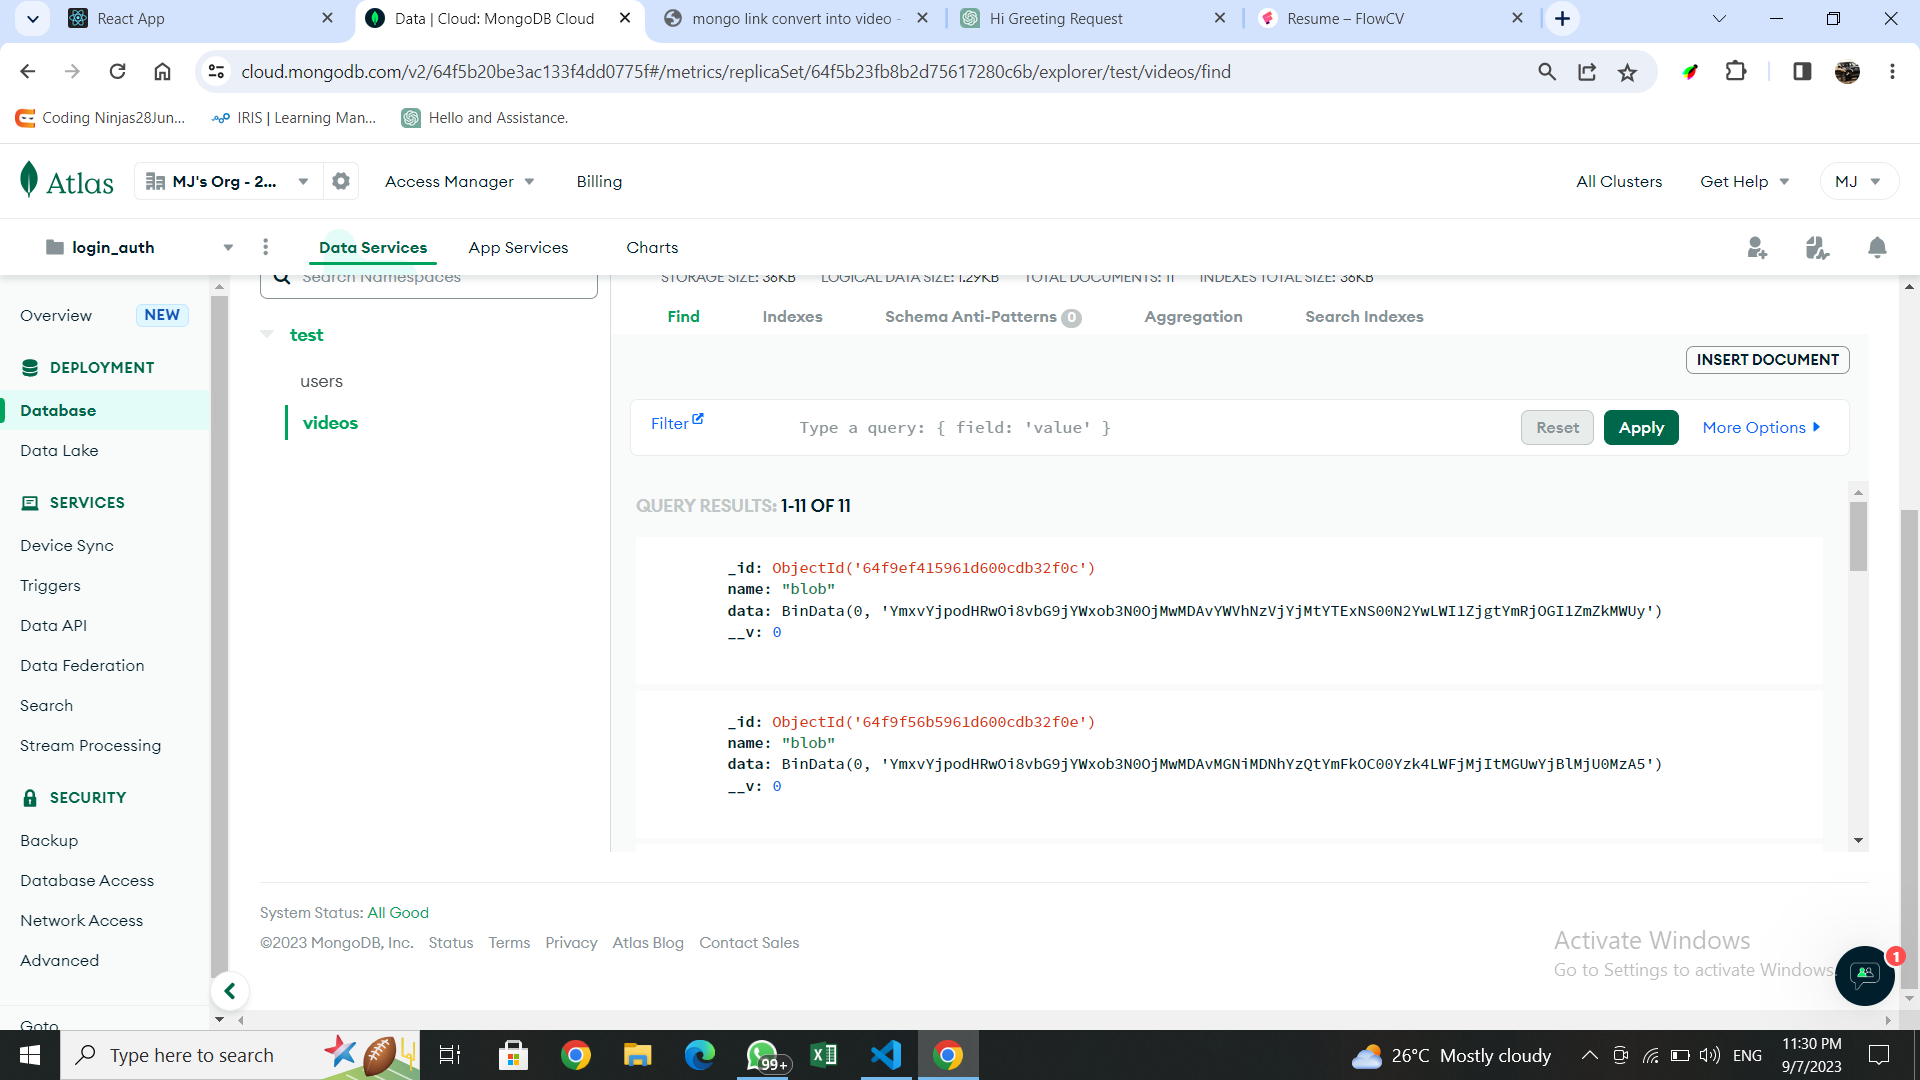 React App
Data | Cloud: MongoDB Cloud
mongo link convert into video -
Hi Greeting Request
Resume – FlowCV
cloud.mongodb.com/v2/64f5b20be3ac133f4dd0775f#/metrics/replicaSet/64f5b23fb8b2d75617280c6b/explorer/test/videos/find
Coding Ninjas28Jun...
IRIS | Learning Man...
Hello and Assistance.
Atlas
MJ's Org - 2...
Access Manager
Billing
All Clusters
Get Help
MJ
login_auth
Data Services
App Services
Charts
Search Namespaces
STORAGE SIZE: 36KB LOGICAL DATA SIZE: 1.29KB TOTAL DOCUMENTS: 11 INDEXES TOTAL SIZE: 36KB
Overview NEW
DEPLOYMENT
Database
Data Lake
SERVICES
Device Sync
Triggers
Data API
Data Federation
Search
Stream Processing
SECURITY
Backup
Database Access
Network Access
Advanced
Goto
test
users
videos
Find
Indexes
Schema Anti-Patterns 0
Aggregation
Search Indexes
INSERT DOCUMENT
Filter
Type a query: { field: 'value' }
Reset
Apply
More Options
QUERY RESULTS: 1-11 OF 11
_id: ObjectId('64f9ef415961d600cdb32f0c')
name: "blob"
data: BinData(0, 'YmxvYjpodHRwOi8vbG9jYWxob3N0OjMwMDAvYWVhNzVjYjMtYTExNS00N2YwLWI1ZjgtYmRjOGI1ZmZkMWUy')
__v: 0
_id: ObjectId('64f9f56b5961d600cdb32f0e')
name: "blob"
data: BinData(0, 'YmxvYjpodHRwOi8vbG9jYWxob3N0OjMwMDAvMGNiMDNhYzQtYmFkOC00Yzk4LWFjMjItMGUwYjBlMjU0MzA5')
__v: 0
System Status: All Good
©2023 MongoDB, Inc. Status Terms Privacy Atlas Blog Contact Sales
Activate Windows
Go to Settings to activate Windows.
1
Type here to search
99+
26°C Mostly cloudy
ENG
11:30 PM
9/7/2023